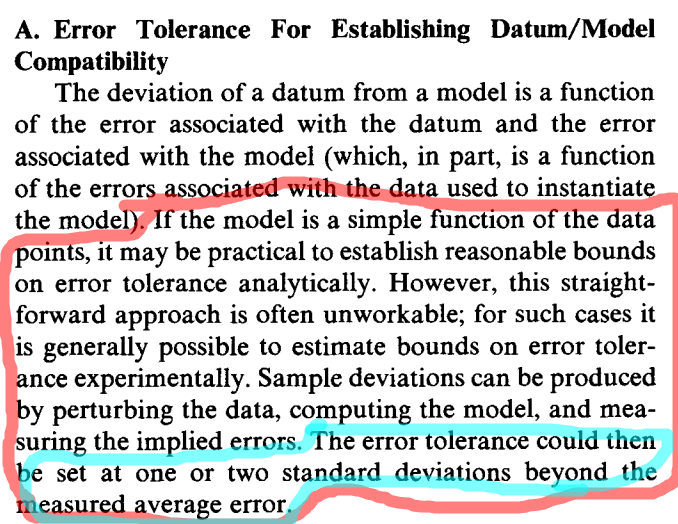 A. Error Tolerance For Establishing Datum/Model
Compatibility
The deviation of a datum from a model is a function
of the error associated with the datum and the error
associated with the model (which, in part, is a function
of the errors associated with the data used to instantiate
the model). If the model is a simple function of the data
points, it may be practical to establish reasonable bounds
on error tolerance analytically. However, this straight-
forward approach is often unworkable; for such cases it
is generally possible to estimate bounds on error toler-
ance experimentally. Sample deviations can be produced
by perturbing the data, computing the model, and mea-
suring the implied errors. The error tolerance could then
be set at one or two standard deviations beyond the
measured average error.